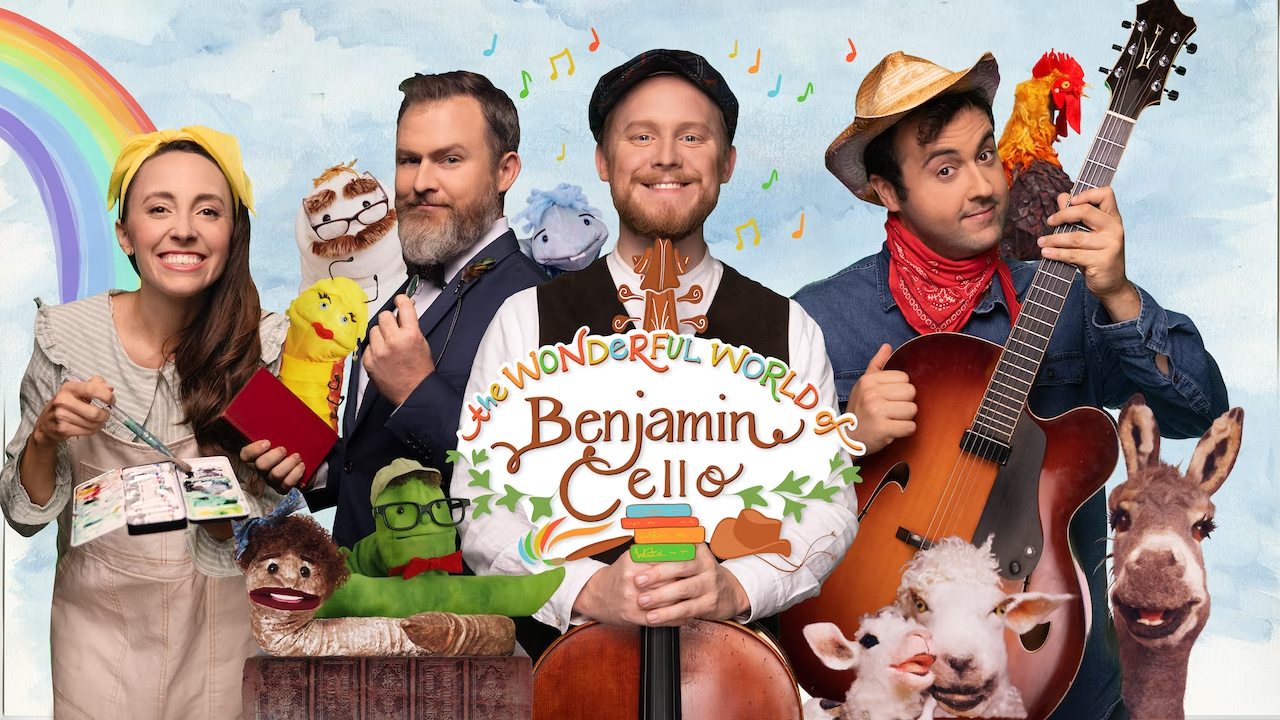 the WONDERFUL WORLD of
Benjamin
Cello